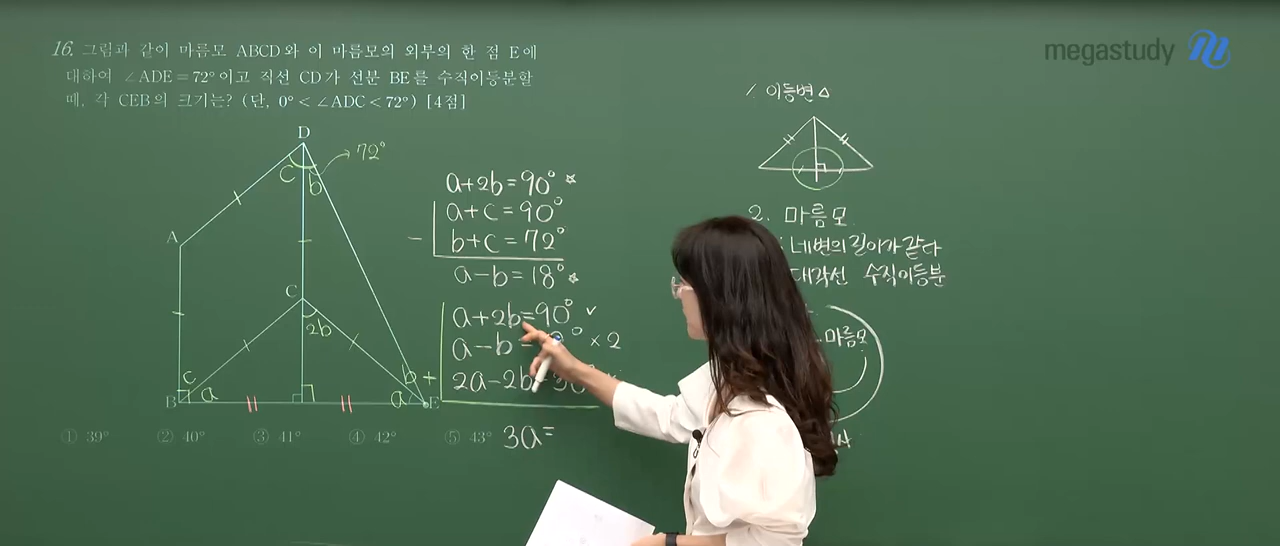 megastudy
16. 그림과 같이 마름모 ABCD와 이 마름모의 외부의 한 점 E에
대하여 ∠ADE = 72° 이고 직선 CD가 선분 BE를 수직이등분할
때, 각 CEB의 크기는? (단, 0° < ∠ADC < 72°) [4점]
D
72°
C
b
A
C
2b
C
a
b
a
B
E
① 39°
② 40°
③ 41°
④ 42°
⑤ 43°
a+2b=90° ☆
a+c=90°
− b+c=72°
a−b=18° ☆
a+2b=90° ✓
a−b= × 2
+ 2a−2b
3a=
1. 이등변 △
2. 마름모
: 네변의 길이가 같다
대각선 수직이등분
마름모